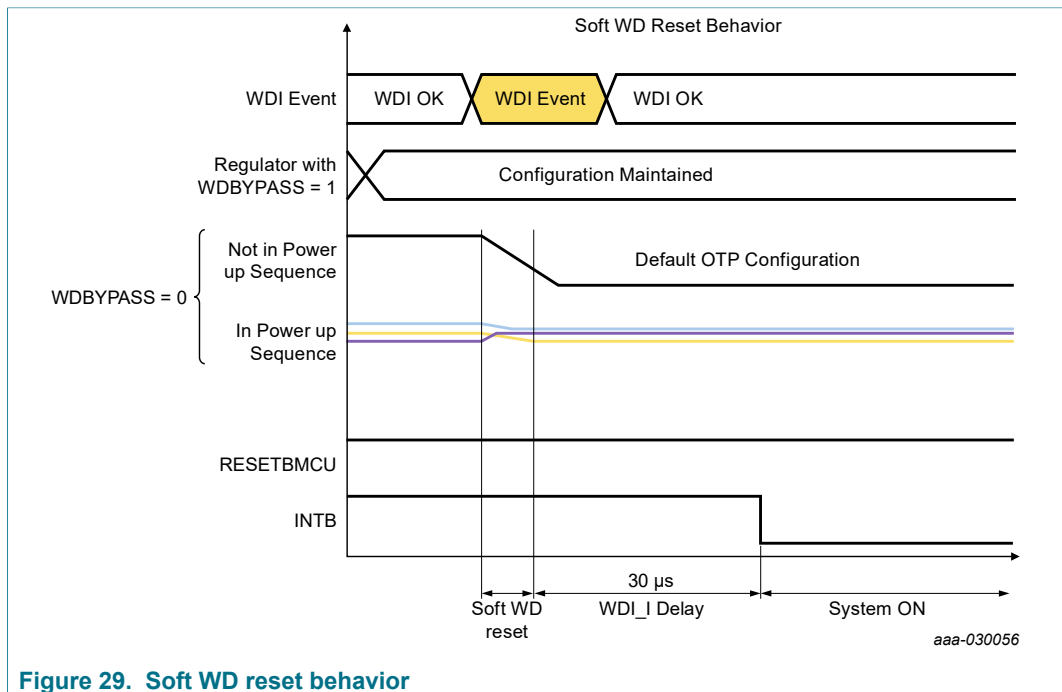 Soft WD Reset Behavior
WDI Event
WDI OK
WDI Event
WDI OK
Regulator with
WDBYPASS = 1
Configuration Maintained
Not in Power
up Sequence
Default OTP Configuration
WDBYPASS = 0
In Power up
Sequence
RESETBMCU
INTB
30 µs
Soft WD
reset
WDI_I Delay
System ON
aaa-030056
Figure 29. Soft WD reset behavior